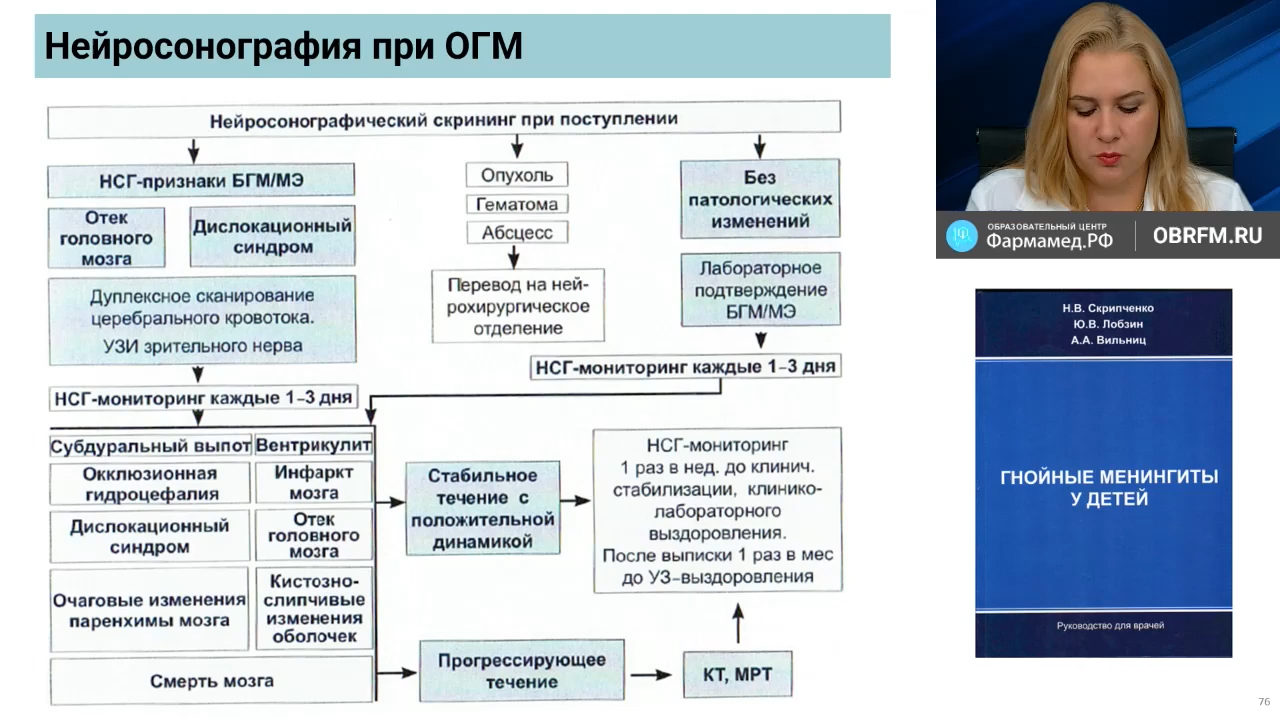 Нейросонография при ОГМ
Нейросонографический скрининг при поступлении
НСГ-признаки БГМ/МЭ
Отек
головного
мозга
Дислокационный
синдром
Дуплексное сканирование
церебрального кровотока.
УЗИ зрительного нерва
НСГ-мониторинг каждые 1–3 дня
Опухоль
Гематома
Абсцесс
Перевод на ней-
рохирургическое
отделение
Без
патологических
изменений
Лабораторное
подтверждение
БГМ/МЭ
НСГ-мониторинг каждые 1–3 дня
Субдуральный выпот
Вентрикулит
Окклюзионная
гидроцефалия
Инфаркт
мозга
Дислокационный
синдром
Отек
головного
мозга
Очаговые изменения
паренхимы мозга
Кистозно-
слипчивые
изменения
оболочек
Смерть мозга
Стабильное
течение с
положительной
динамикой
НСГ-мониторинг
1 раз в нед. до клинич.
стабилизации, клинико-
лабораторного
выздоровления.
После выписки 1 раз в мес
до УЗ–выздоровления
Прогрессирующее
течение
КТ, МРТ
ОБРАЗОВАТЕЛЬНЫЙ ЦЕНТР
Фармамед.РФ
OBRFM.RU
Н.В. Скрипченко
Ю.В. Лобзин
А.А. Вильниц
ГНОЙНЫЕ МЕНИНГИТЫ
У ДЕТЕЙ
Руководство для врачей
76